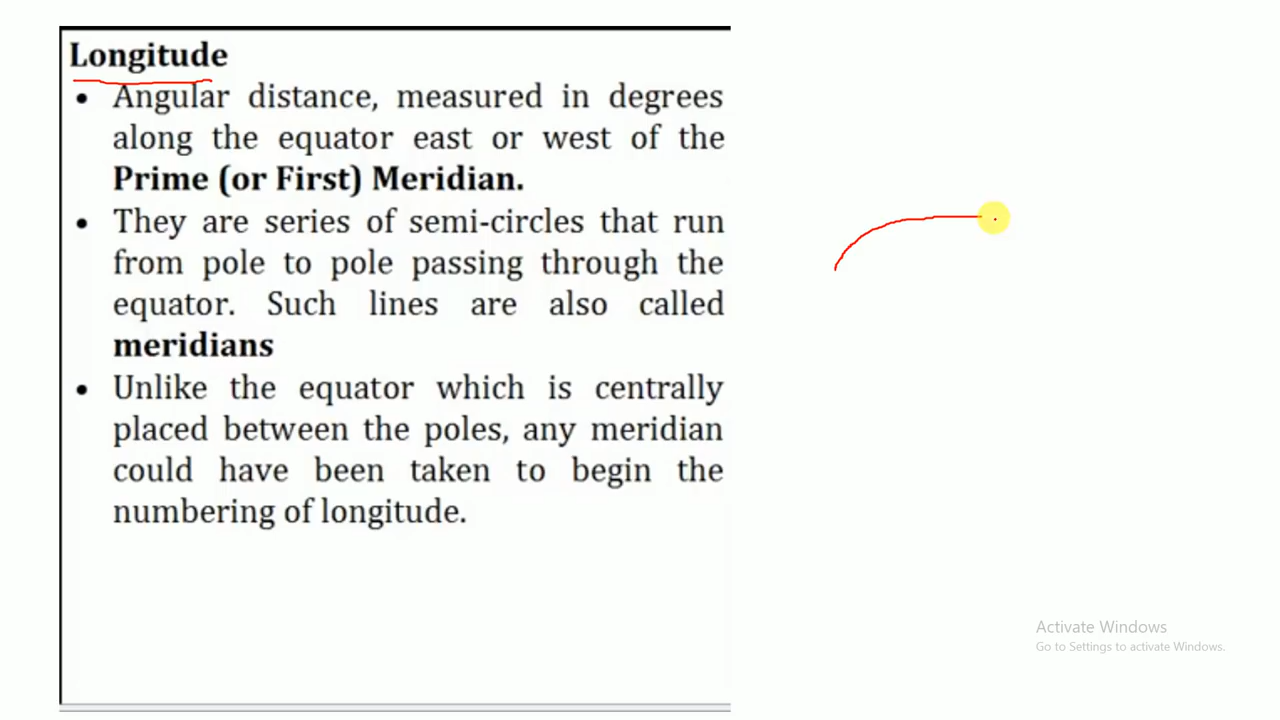 Longitude
• Angular distance, measured in degrees
along the equator east or west of the
Prime (or First) Meridian.
• They are series of semi-circles that run
from pole to pole passing through the
equator. Such lines are also called
meridians
• Unlike the equator which is centrally
placed between the poles, any meridian
could have been taken to begin the
numbering of longitude.
Activate Windows
Go to Settings to activate Windows.